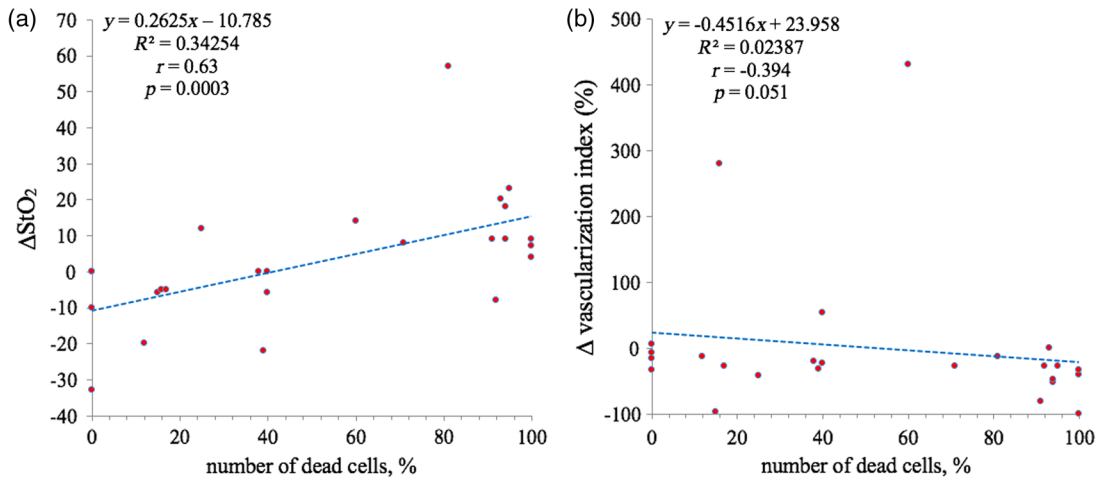 (a)
y = 0.2625x – 10.785
R² = 0.34254
r = 0.63
p = 0.0003
70
60
50
40
30
20
10
0
-10
-20
-30
-40
ΔStO₂
0 20 40 60 80 100
number of dead cells, %
(b)
y = -0.4516x + 23.958
R² = 0.02387
r = -0.394
p = 0.051
500
400
300
200
100
0
-100
Δ vascularization index (%)
0 20 40 60 80 100
number of dead cells, %